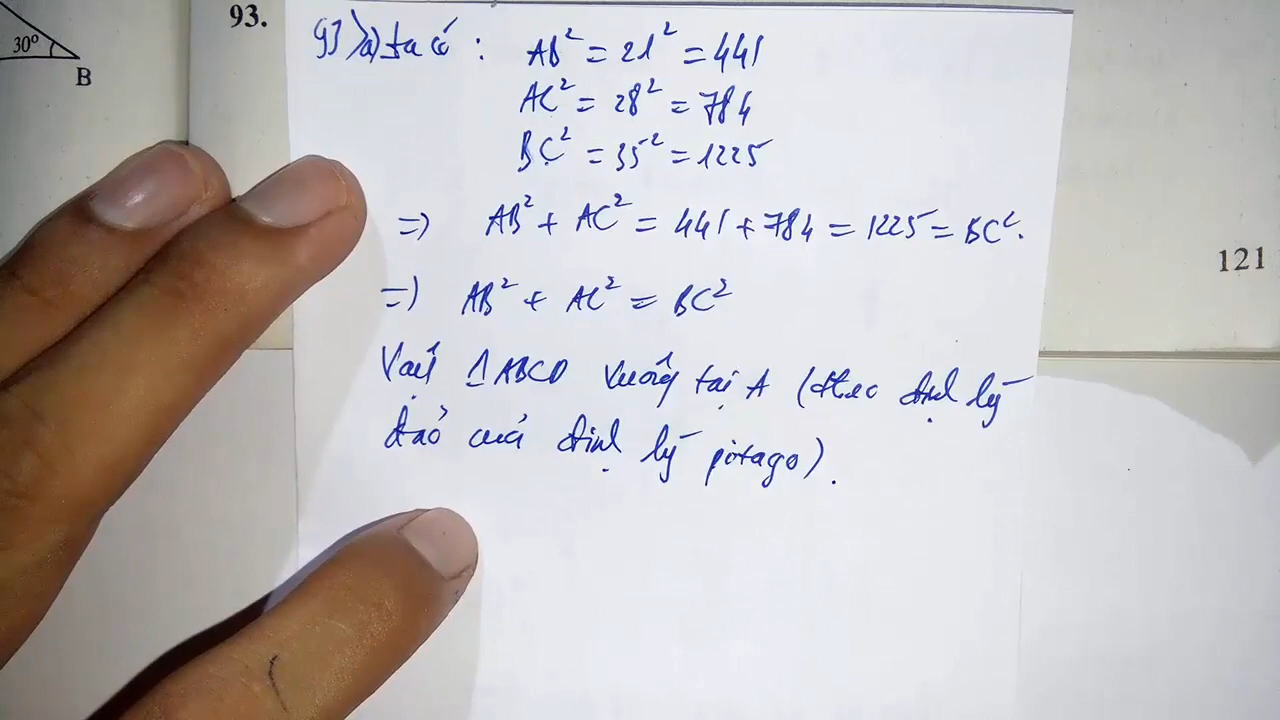 30°
B
93.
93) a) ta có : AB² = 21² = 441
AC² = 28² = 784
BC² = 35² = 1225
=) AB² + AC² = 441 + 784 = 1225 = BC².
=) AB² + AC² = BC²
Vậy △ABCD vuông tại A (theo định lý
đảo của định lý pitago).
121